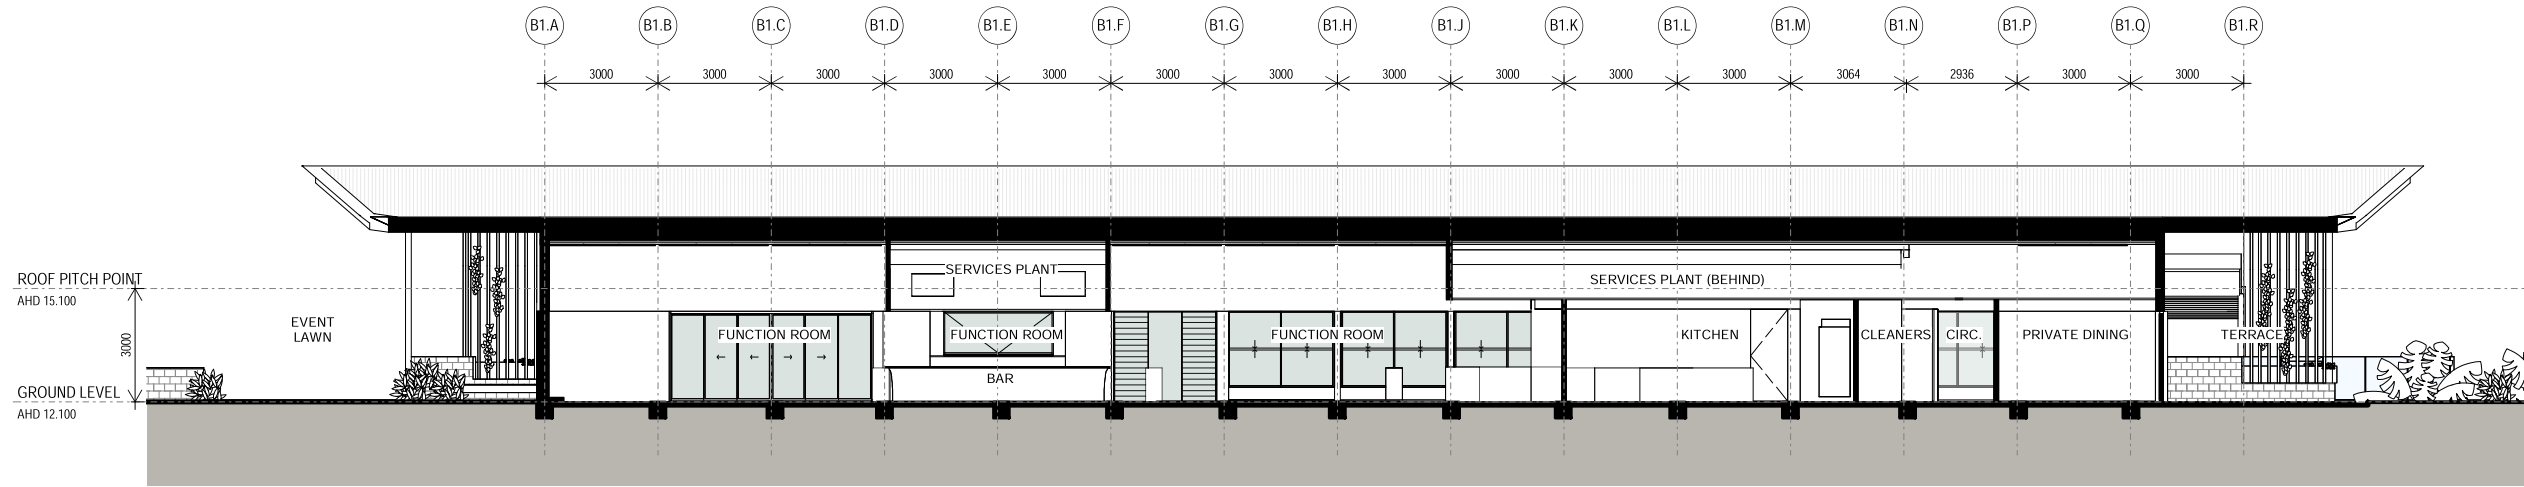 B1.A B1.B B1.C B1.D B1.E B1.F B1.G B1.H B1.J B1.K B1.L B1.M B1.N B1.P B1.Q B1.R
3000 3000 3000 3000 3000 3000 3000 3000 3000 3000 3000 3064 2936 3000 3000
SERVICES PLANT
SERVICES PLANT (BEHIND)
ROOF PITCH POINT
AHD 15.100
3000
EVENT
LAWN
FUNCTION ROOM FUNCTION ROOM FUNCTION ROOM KITCHEN CLEANERS CIRC. PRIVATE DINING TERRACE
BAR
GROUND LEVEL
AHD 12.100